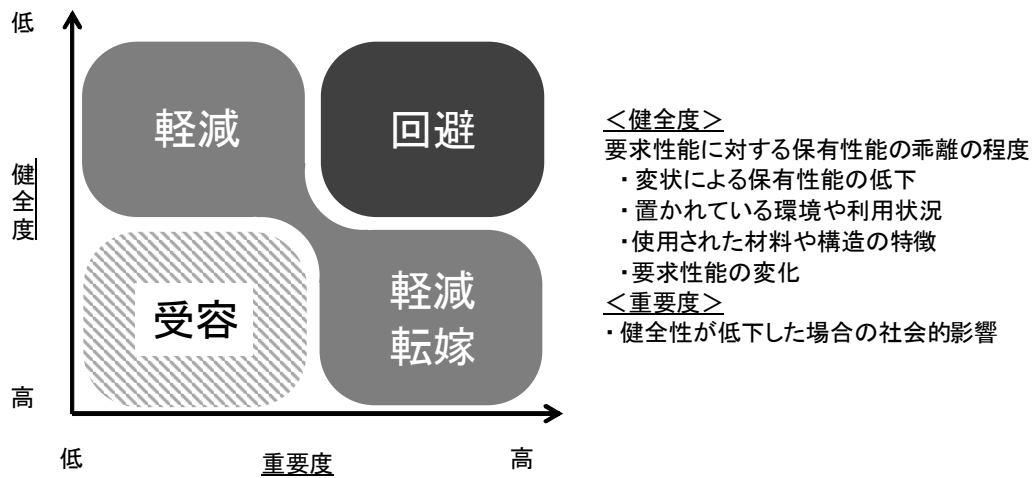 低
健全度
高
軽減
回避
受容
軽減
転嫁
低
重要度
高
＜健全度＞
要求性能に対する保有性能の乖離の程度
・変状による保有性能の低下
・置かれている環境や利用状況
・使用された材料や構造の特徴
・要求性能の変化
＜重要度＞
・健全性が低下した場合の社会的影響